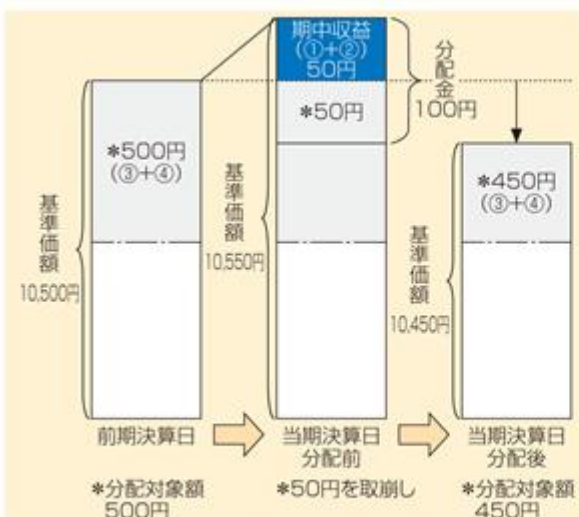 期中収益
(①+②)
50円
*50円
分配金
100円
*500円
(③+④)
基準価額
10,500円
基準価額
10,550円
*450円
(③+④)
基準価額
10,450円
前期決算日
当期決算日
分配前
当期決算日
分配後
*分配対象額
500円
*50円を取崩し
*分配対象額
450円